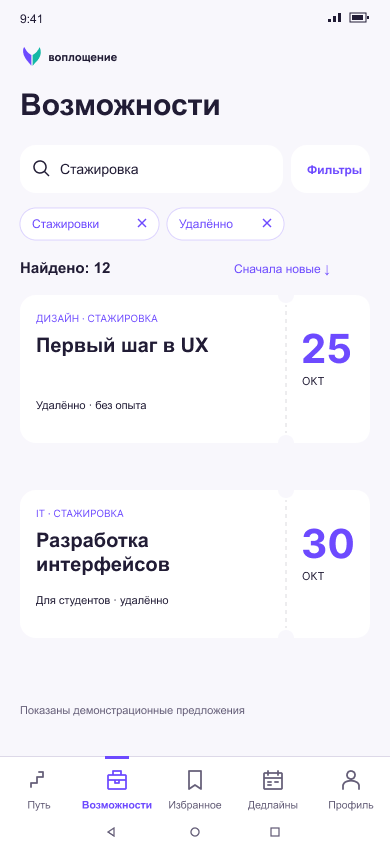 9:41
воплощение
Возможности
Стажировка
Фильтры
Стажировки ×
Удалённо ×
Найдено: 12
Сначала новые ↓
ДИЗАЙН · СТАЖИРОВКА
Первый шаг в UX
Удалённо · без опыта
25
ОКТ
IT · СТАЖИРОВКА
Разработка
интерфейсов
Для студентов · удалённо
30
ОКТ
Показаны демонстрационные предложения
Путь
Возможности
Избранное
Дедлайны
Профиль